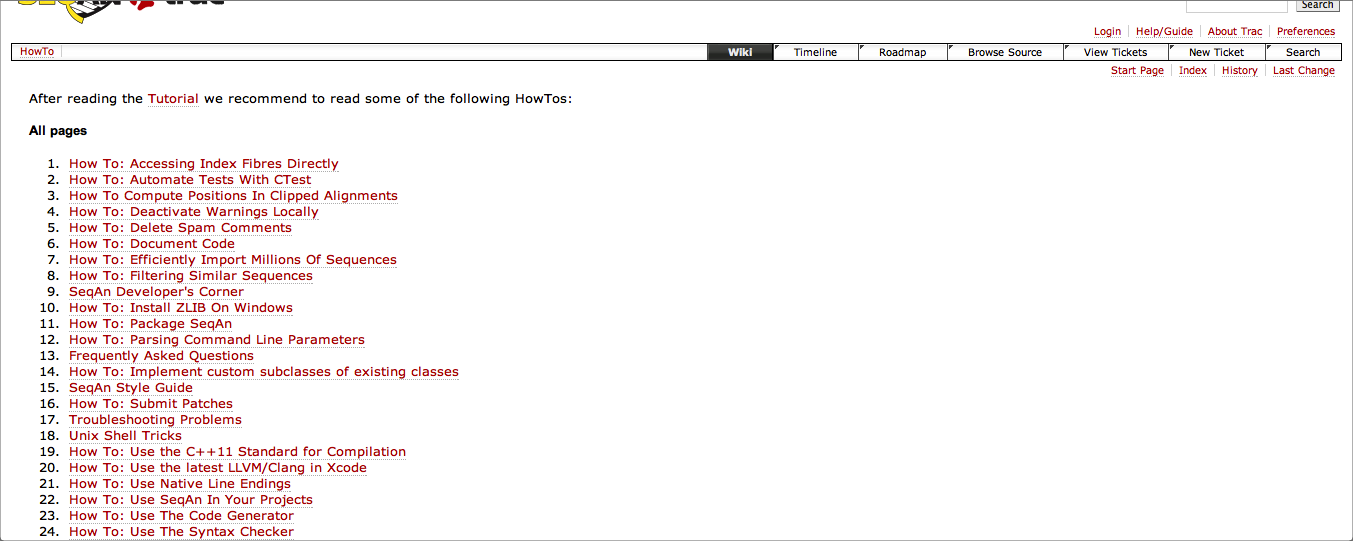 Search
Login Help/Guide About Trac Preferences
HowTo Wiki Timeline Roadmap Browse Source View Tickets New Ticket Search
Start Page Index History Last Change
After reading the Tutorial we recommend to read some of the following HowTos:
All pages
1. How To: Accessing Index Fibres Directly
2. How To: Automate Tests With CTest
3. How To Compute Positions In Clipped Alignments
4. How To: Deactivate Warnings Locally
5. How To: Delete Spam Comments
6. How To: Document Code
7. How To: Efficiently Import Millions Of Sequences
8. How To: Filtering Similar Sequences
9. SeqAn Developer's Corner
10. How To: Install ZLIB On Windows
11. How To: Package SeqAn
12. How To: Parsing Command Line Parameters
13. Frequently Asked Questions
14. How To: Implement custom subclasses of existing classes
15. SeqAn Style Guide
16. How To: Submit Patches
17. Troubleshooting Problems
18. Unix Shell Tricks
19. How To: Use the C++11 Standard for Compilation
20. How To: Use the latest LLVM/Clang in Xcode
21. How To: Use Native Line Endings
22. How To: Use SeqAn In Your Projects
23. How To: Use The Code Generator
24. How To: Use The Syntax Checker